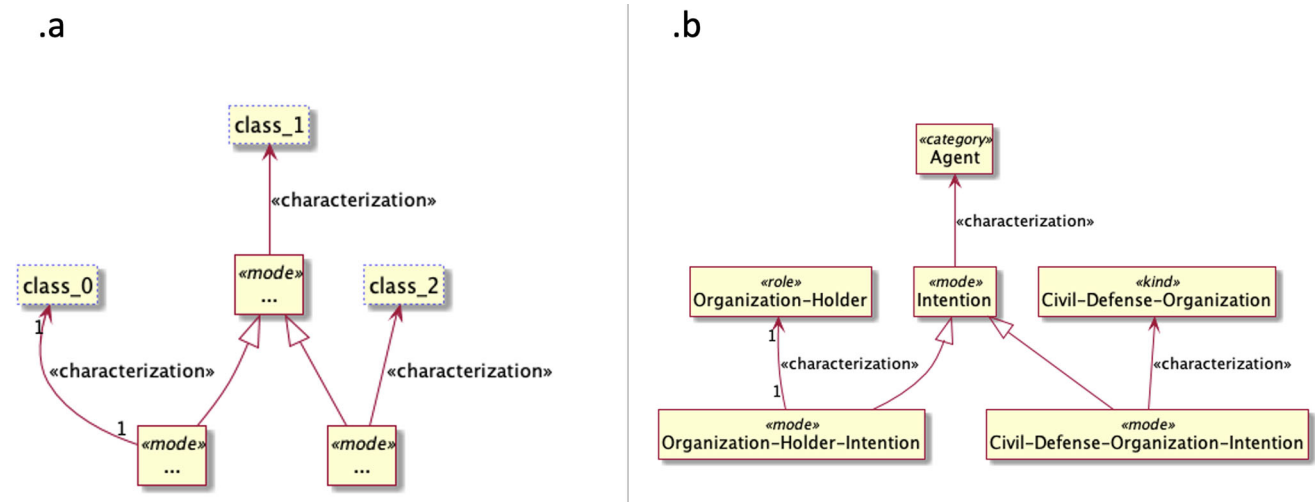 .a
class_1
«characterization»
class_0
«mode»
...
class_2
1
«characterization»
«characterization»
1
«mode»
...
«mode»
...
.b
«category»
Agent
«characterization»
«role»
Organization-Holder
«mode»
Intention
«kind»
Civil-Defense-Organization
1
«characterization»
«characterization»
1
«mode»
Organization-Holder-Intention
«mode»
Civil-Defense-Organization-Intention